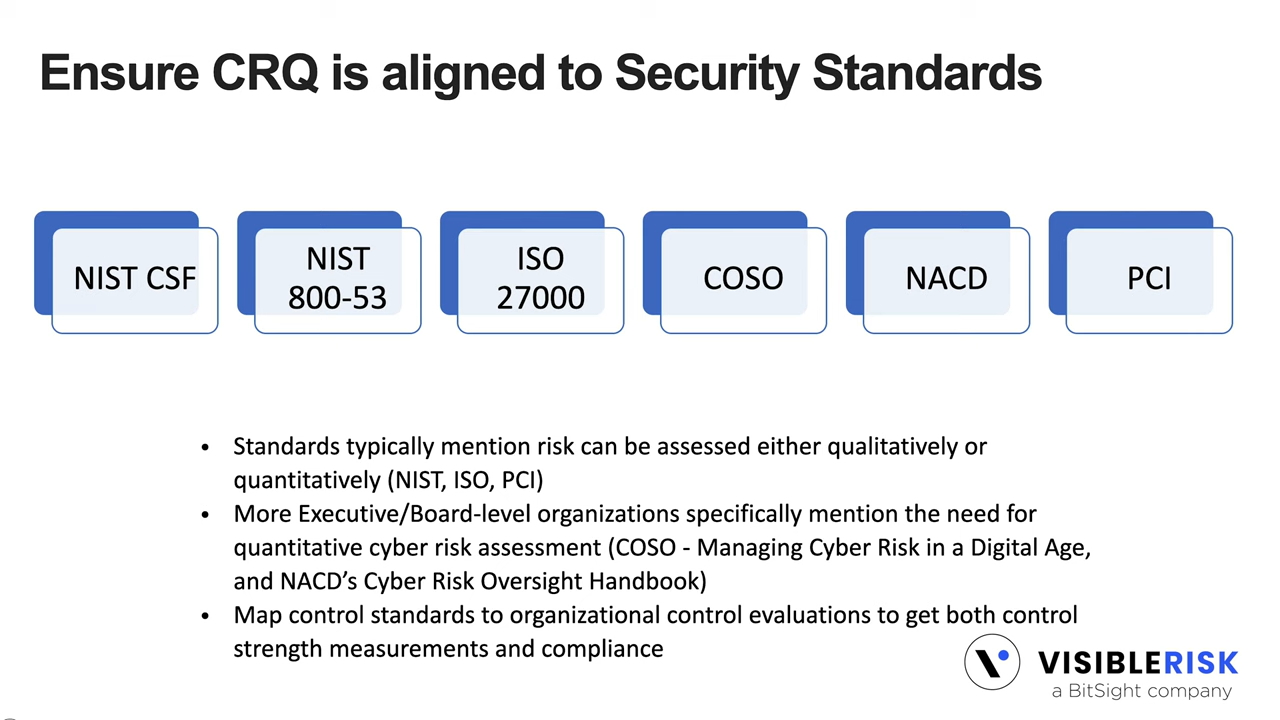 Ensure CRQ is aligned to Security Standards
NIST CSF
NIST
800-53
ISO
27000
COSO
NACD
PCI
• Standards typically mention risk can be assessed either qualitatively or
quantitatively (NIST, ISO, PCI)
• More Executive/Board-level organizations specifically mention the need for
quantitative cyber risk assessment (COSO - Managing Cyber Risk in a Digital Age,
and NACD’s Cyber Risk Oversight Handbook)
• Map control standards to organizational control evaluations to get both control
strength measurements and compliance
VISIBLERISK
a BitSight company